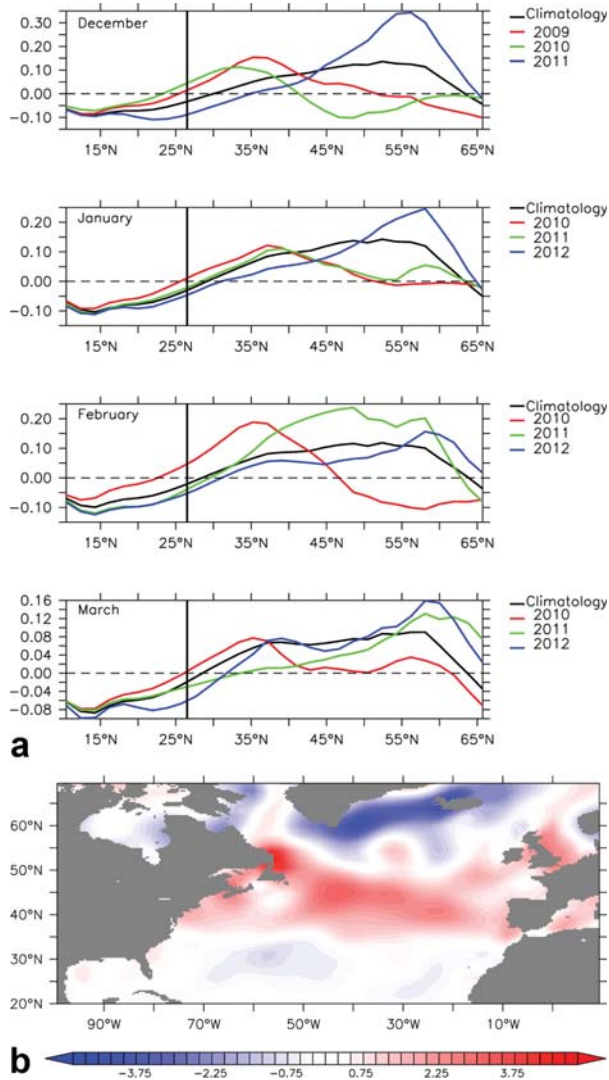 December
0.30
0.20
0.10
0.00
−0.10
15°N 25°N 35°N 45°N 55°N 65°N
Climatology
2009
2010
2011
January
0.20
0.10
0.00
−0.10
15°N 25°N 35°N 45°N 55°N 65°N
Climatology
2010
2011
2012
February
0.20
0.10
0.00
−0.10
15°N 25°N 35°N 45°N 55°N 65°N
Climatology
2010
2011
2012
March
0.16
0.12
0.08
0.04
0.00
−0.04
−0.08
15°N 25°N 35°N 45°N 55°N 65°N
Climatology
2010
2011
2012
a
60°N
50°N
40°N
30°N
20°N
90°W 70°W 50°W 30°W 10°W
b
−3.75 −2.25 −0.75 0.75 2.25 3.75